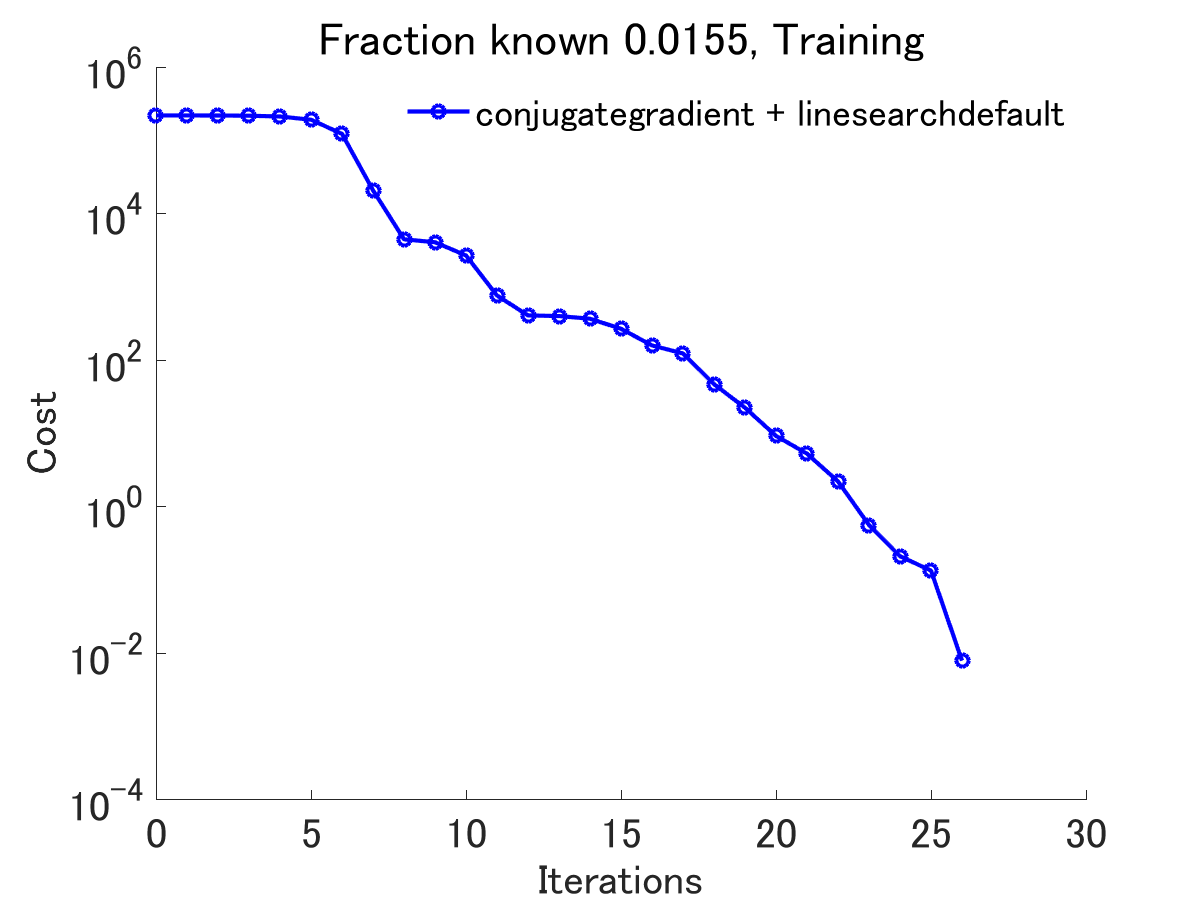 Fraction known 0.0155, Training
conjugategradient + linesearchdefault
10^6
10^4
10^2
10^0
10^-2
10^-4
Cost
0 5 10 15 20 25 30
Iterations